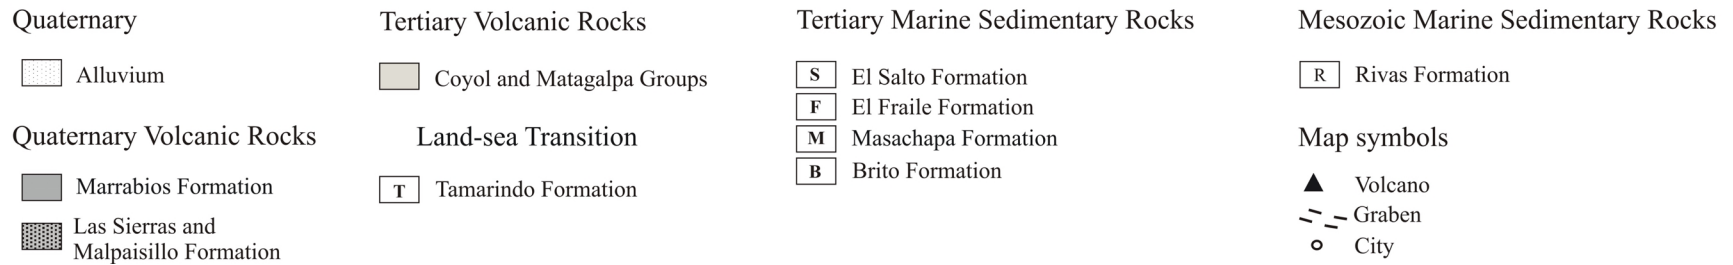 Quaternary
Alluvium
Quaternary Volcanic Rocks
Marrabios Formation
Las Sierras and
Malpaisillo Formation
Tertiary Volcanic Rocks
Coyol and Matagalpa Groups
Land-sea Transition
T Tamarindo Formation
Tertiary Marine Sedimentary Rocks
S El Salto Formation
F El Fraile Formation
M Masachapa Formation
B Brito Formation
Mesozoic Marine Sedimentary Rocks
R Rivas Formation
Map symbols
Volcano
Graben
City